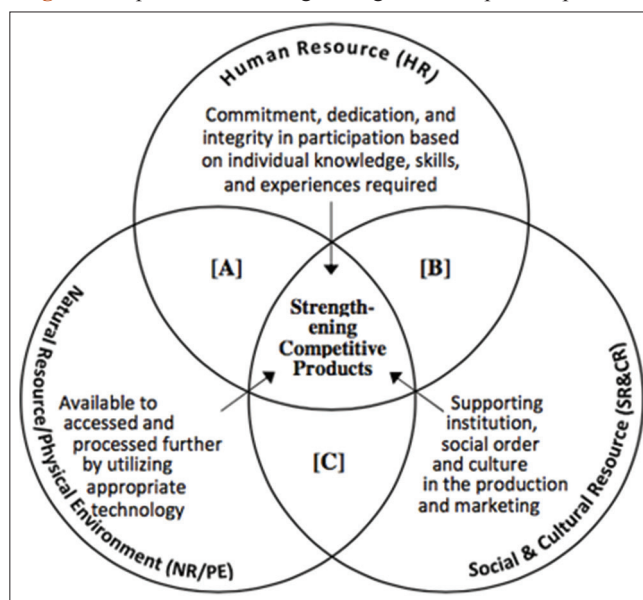 Human Resource (HR)
Commitment, dedication, and
integrity in participation based
on individual knowledge, skills,
and experiences required
[A]
[B]
Strength-
ening
Competitive
Products
Natural Resource/Physical Environment (NR/PE)
Available to
accessed and
processed further
by utilizing
appropriate
technology
Supporting
institution,
social order
and culture
in the production
and marketing
Social & Cultural Resource (SR&CR)
[C]